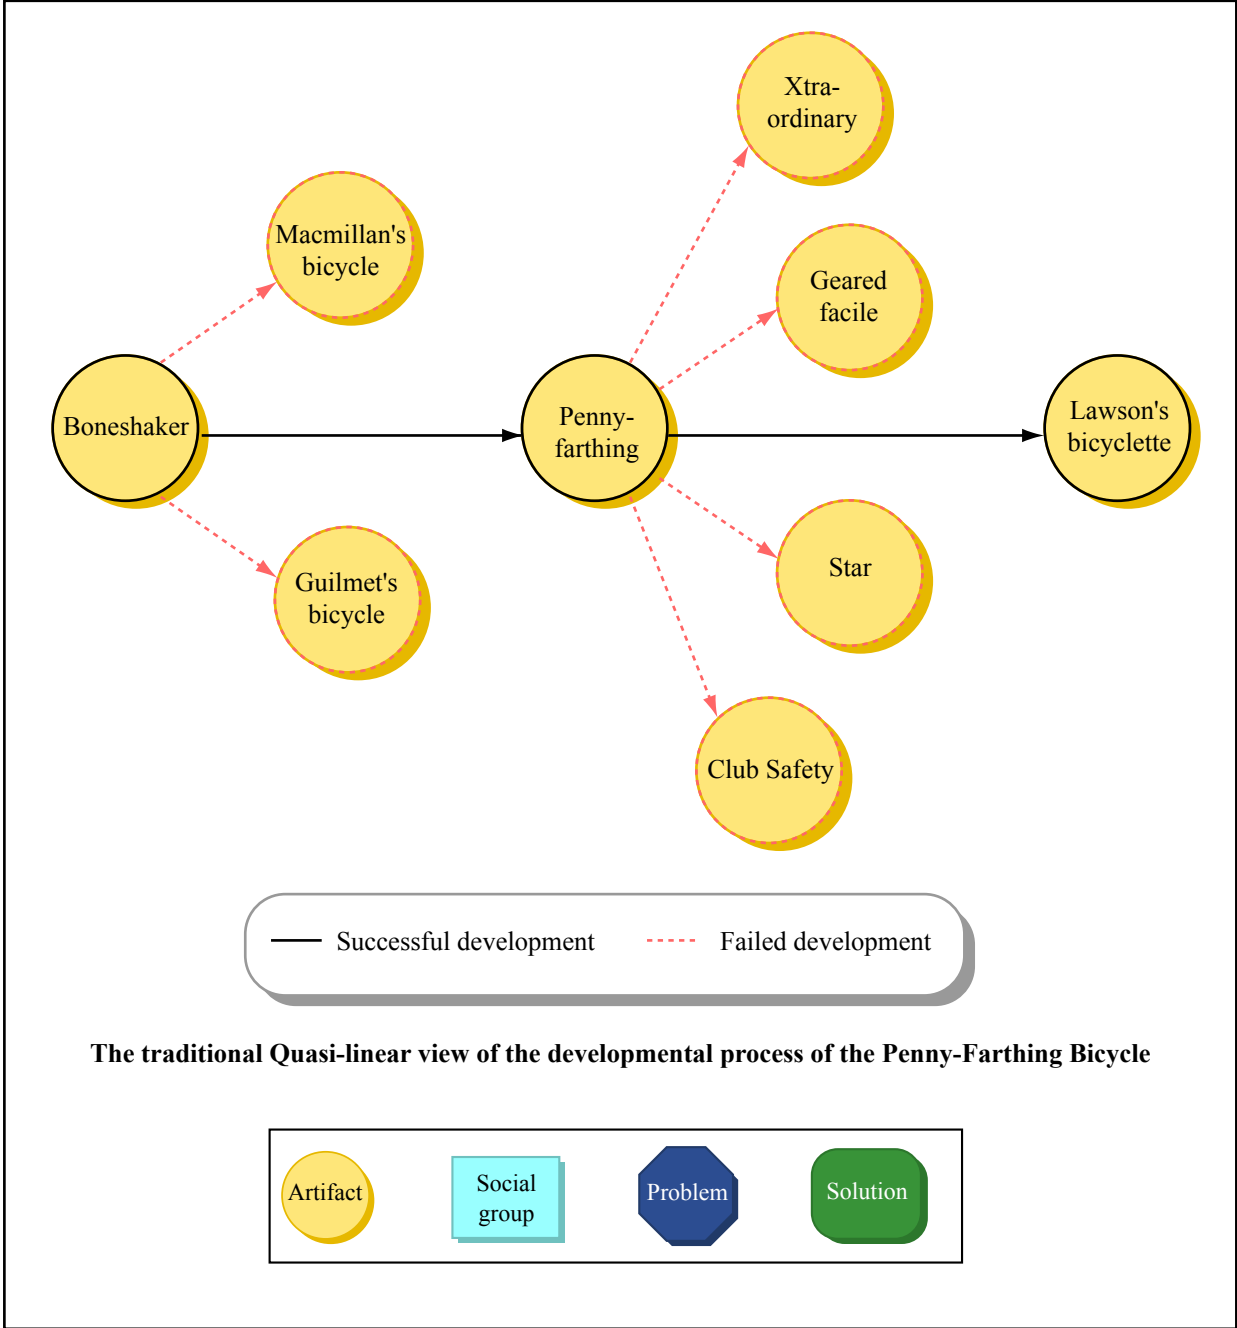 Xtra-
ordinary
Macmillan's
bicycle
Geared
facile
Boneshaker
Penny-
farthing
Lawson's
bicyclette
Guilmet's
bicycle
Star
Club Safety
Successful development
Failed development
The traditional Quasi-linear view of the developmental process of the Penny-Farthing Bicycle
Artifact
Social
group
Problem
Solution